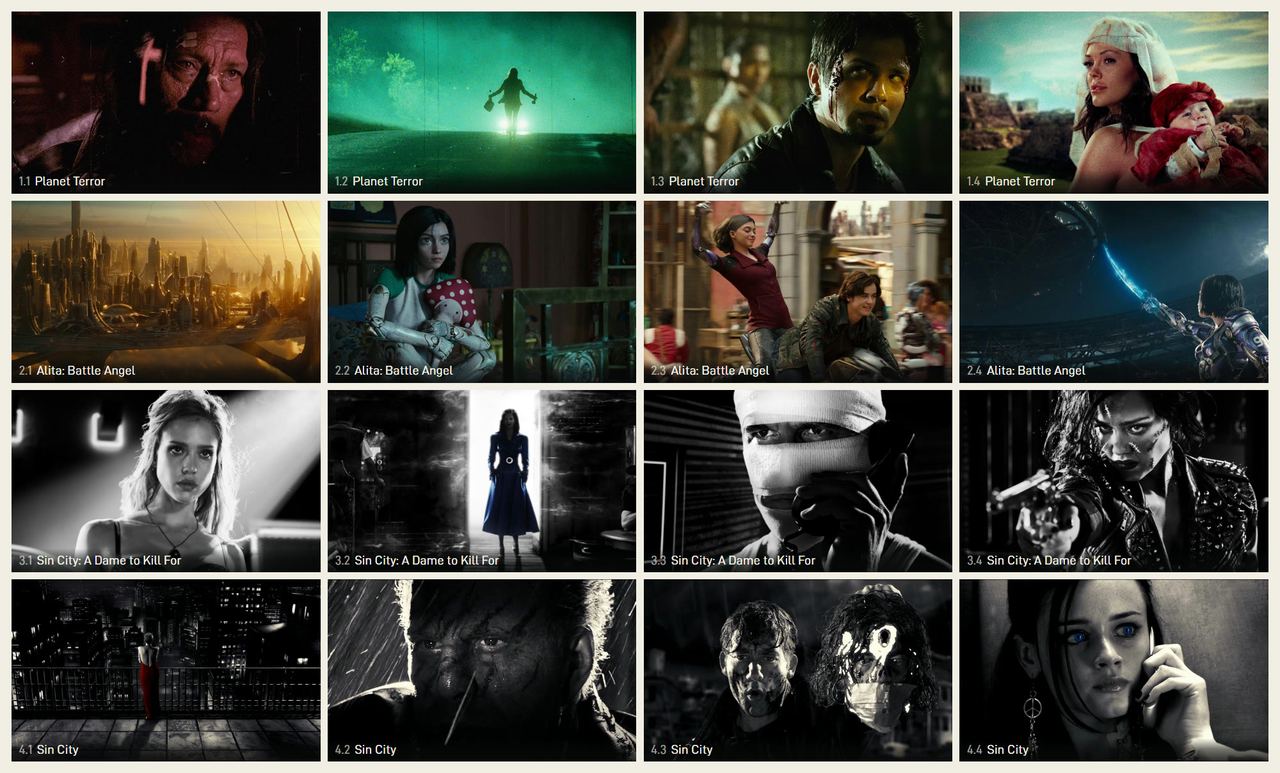 1.1 Planet Terror
1.2 Planet Terror
1.3 Planet Terror
1.4 Planet Terror
2.1 Alita: Battle Angel
2.2 Alita: Battle Angel
2.3 Alita: Battle Angel
2.4 Alita: Battle Angel
3.1 Sin City: A Dame to Kill For
3.2 Sin City: A Dame to Kill For
3.3 Sin City: A Dame to Kill For
3.4 Sin City: A Dame to Kill For
4.1 Sin City
4.2 Sin City
4.3 Sin City
4.4 Sin City